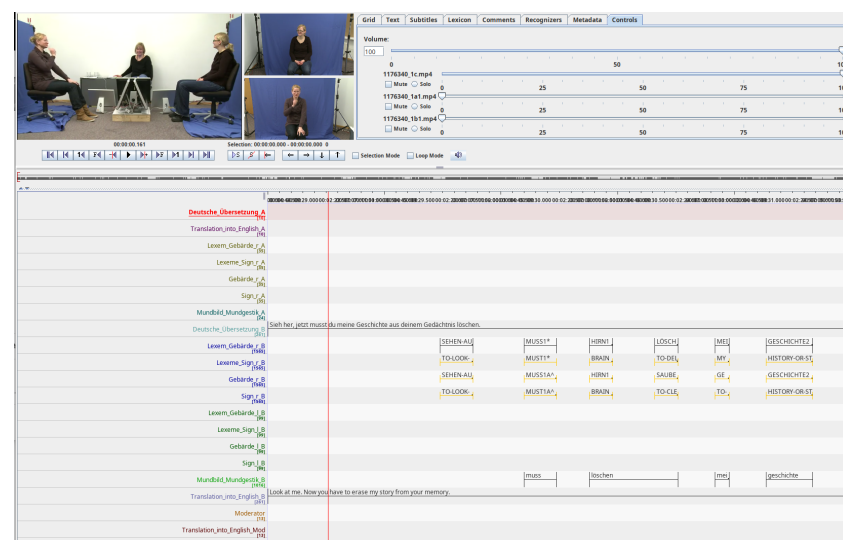 Grid Text Subtitles Lexicon Comments Recognizers Metadata Controls
Volume:
100
0 50
1176340_1c.mp4
Mute Solo 0 25 50 75
1176340_1a1.mp4
Mute Solo 0 25 50 75
1176340_1b1.mp4
Mute Solo 0 25 50 75
00:00:00.161 Selection: 00:00:00.000 - 00:00:00.000 0
Selection Mode Loop Mode
Deutsche_Übersetzung_A
Translation_into_English_A
Lexem_Gebärde_r_A
Lexeme_Sign_r_A
Gebärde_r_A
Sign_r_A
Mundbild_Mundgestik_A
Deutsche_Übersetzung_B Sieh her, jetzt musst du meine Geschichte aus deinem Gedächtnis löschen.
Lexem_Gebärde_r_B SEHEN-AU MUSS1* HIRN1 LÖSCH MEI GESCHICHTE2
Lexeme_Sign_r_B TO-LOOK- MUST1* BRAIN TO-DEL MY HISTORY-OR-ST
Gebärde_r_B SEHEN-AU MUSS1A^ HIRN1 SAUBE GE GESCHICHTE2
Sign_r_B TO-LOOK- MUST1A^ BRAIN TO-CLE TO- HISTORY-OR-ST
Lexem_Gebärde_l_B
Lexeme_Sign_l_B
Gebärde_l_B
Sign_l_B
Mundbild_Mundgestik_B muss löschen mei geschichte
Translation_into_English_B Look at me. Now you have to erase my story from your memory.
Moderator
Translation_into_English_Mod